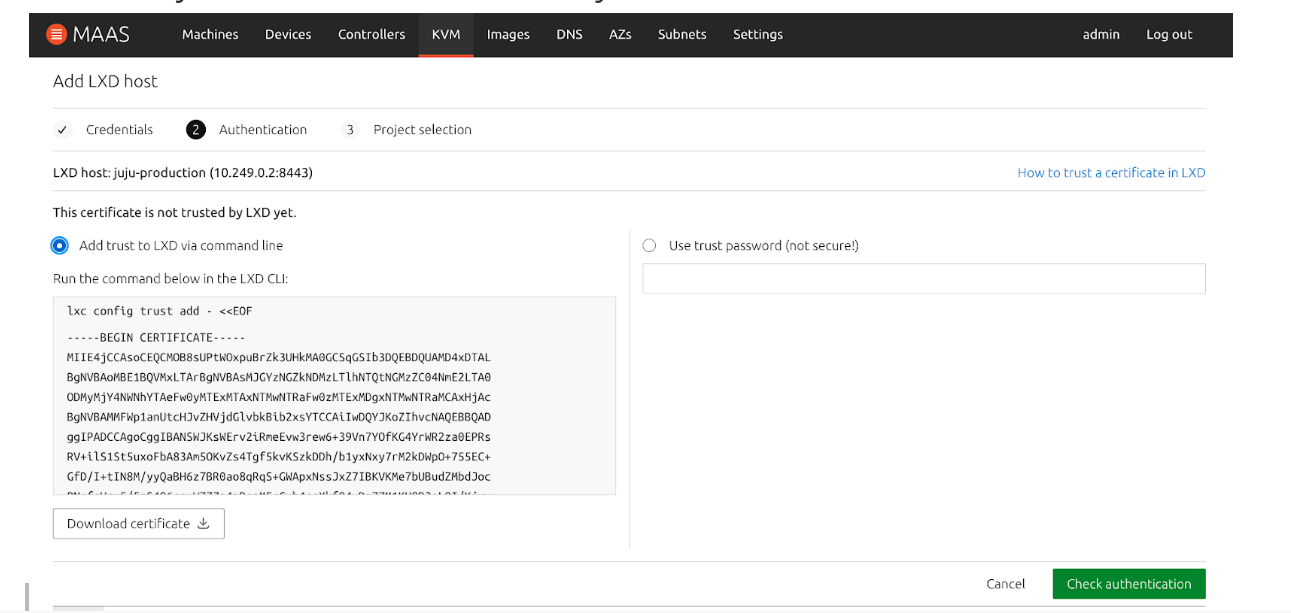 MAAS Machines Devices Controllers KVM Images DNS AZs Subnets Settings admin Log out
Add LXD host
Credentials 2 Authentication 3 Project selection
LXD host: juju-production (10.249.0.2:8443) How to trust a certificate in LXD
This certificate is not trusted by LXD yet.
Add trust to LXD via command line
Use trust password (not secure!)
Run the command below in the LXD CLI:
lxc config trust add - <<EOF
-----BEGIN CERTIFICATE-----
MIIE4jCCAsoCEQCMOB8sUPtWOxpuBrZk3UHkMA0GCSqGSIb3DQEBDQUAMD4xDTAL
BgNVBAoMBE1BQVMxLTArBgNVBAsMJGYzNGZkNDMzLTlhNTQtNGMzZC04NmE2LTA0
ODMyMjY4NWNhYTAeFw0yMTExMTAxNTMwNTRaFw0zMTExMDgxNTMwNTRaMCAxHjAc
BgNVBAMMFWp1anUtcHJvZHVjdGlvbkBib2xsYTCCAiIwDQYJKoZIhvcNAQEBBQAD
ggIPADCCAgoCggIBANSWJKsWErv2iRmeEvw3rew6+39Vn7YOfKG4YrWR2za0EPRs
RV+ilS1St5uxoFbA83Am5OKvZs4Tgf5kvKSzkDDh/b1yxNxy7rM2kDWpO+755EC+
GfD/I+tIN8M/yyQaBH6z7BR0ao8qRqS+GWApxNssJxZ7IBKVKMe7bUBudZMbdJoc
Download certificate
Cancel Check authentication